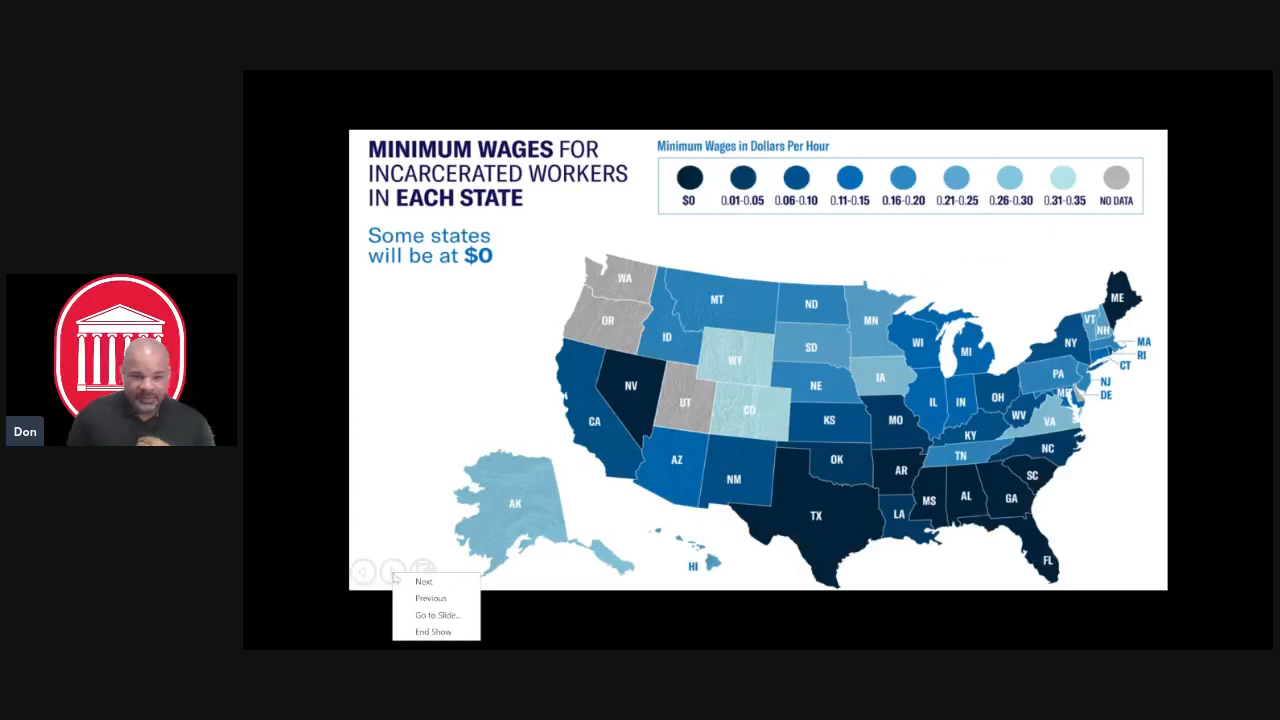 MINIMUM WAGES FOR
INCARCERATED WORKERS
IN EACH STATE
Some states
will be at $0
Minimum Wages in Dollars Per Hour
$0 0.01-0.05 0.06-0.10 0.11-0.15 0.16-0.20 0.21-0.25 0.26-0.30 0.31-0.35 NO DATA
WA
MT
ND
MN
ME
OR
ID
SD
WI
MI
VT
NH
NY
MA
RI
CT
WY
IA
NE
PA
NJ
DE
NV
UT
CO
IL
IN
OH
MD
CA
KS
MO
WV
VA
KY
NC
AZ
NM
OK
AR
TN
SC
TX
LA
MS
AL
GA
FL
AK
HI
Don
Next
Previous
Go to Slide...
End Show